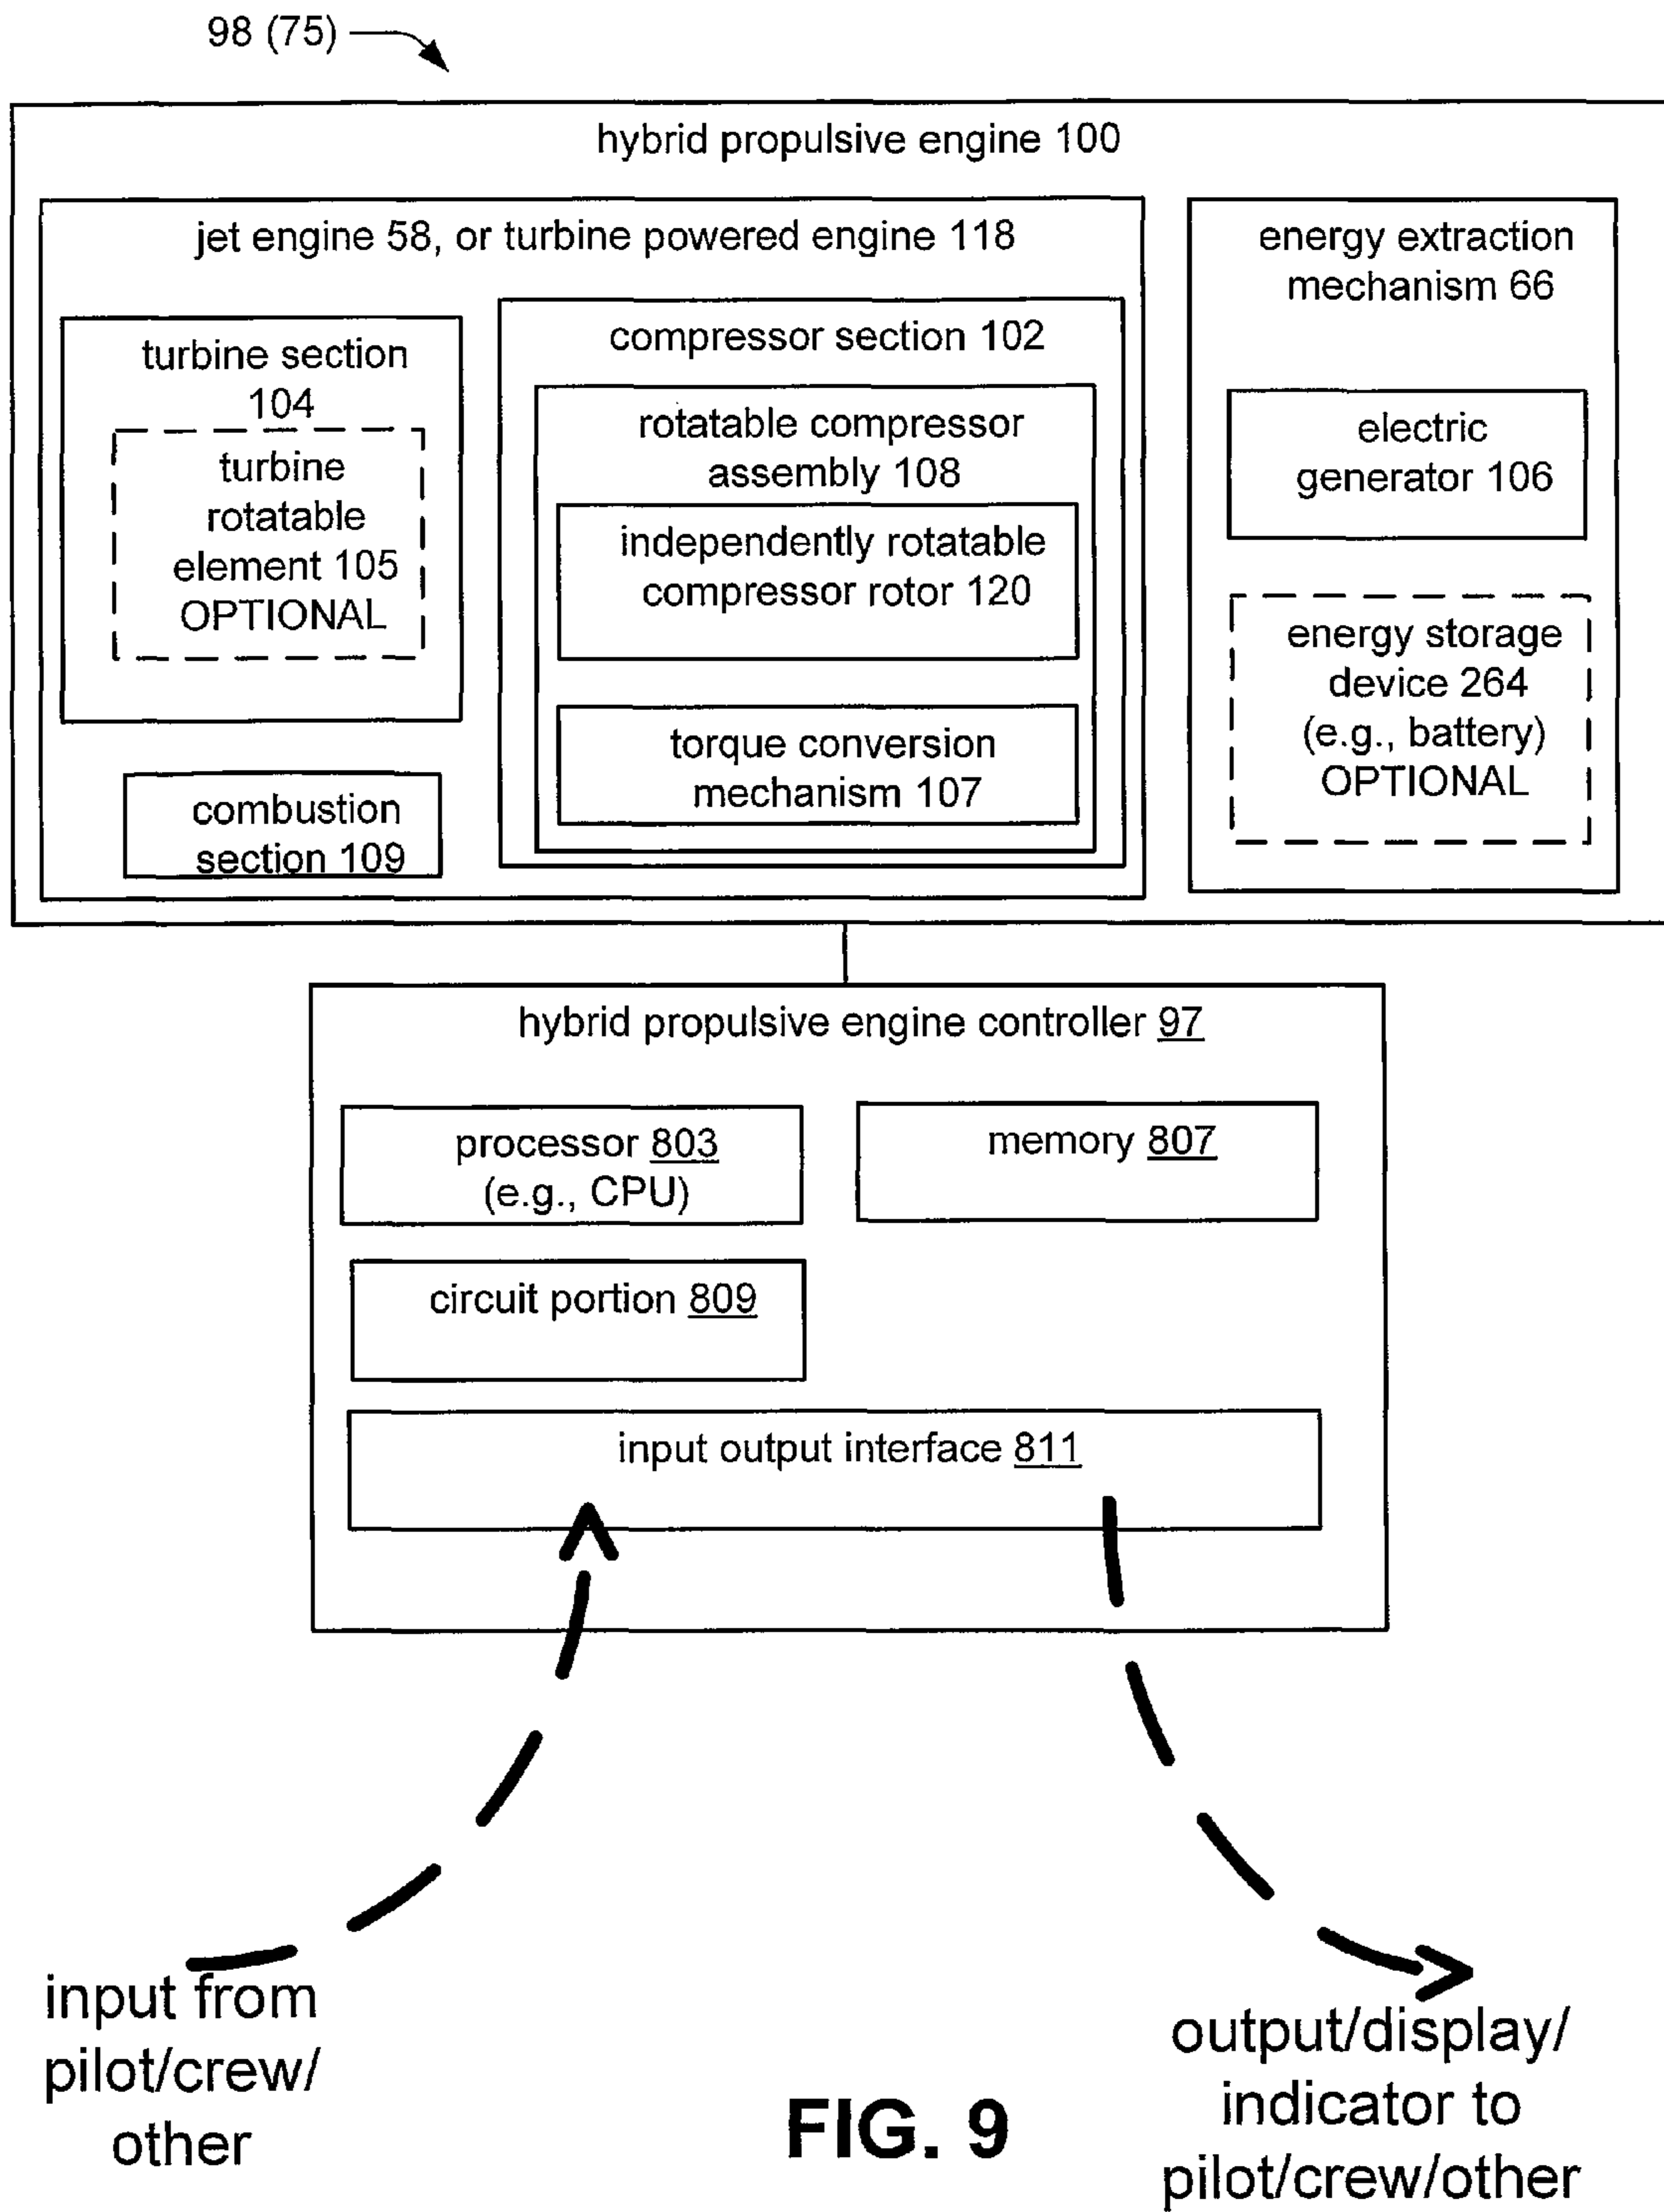 98 (75)
hybrid propulsive engine 100
jet engine 58, or turbine powered engine 118
turbine section
104
turbine
rotatable
element 105
OPTIONAL
combustion
section 109
compressor section 102
rotatable compressor
assembly 108
independently rotatable
compressor rotor 120
torque conversion
mechanism 107
energy extraction
mechanism 66
electric
generator 106
energy storage
device 264
(e.g., battery)
OPTIONAL
hybrid propulsive engine controller 97
processor 803
(e.g., CPU)
memory 807
circuit portion 809
input output interface 811
input from
pilot/crew/
other
output/display/
indicator to
pilot/crew/other
FIG. 9